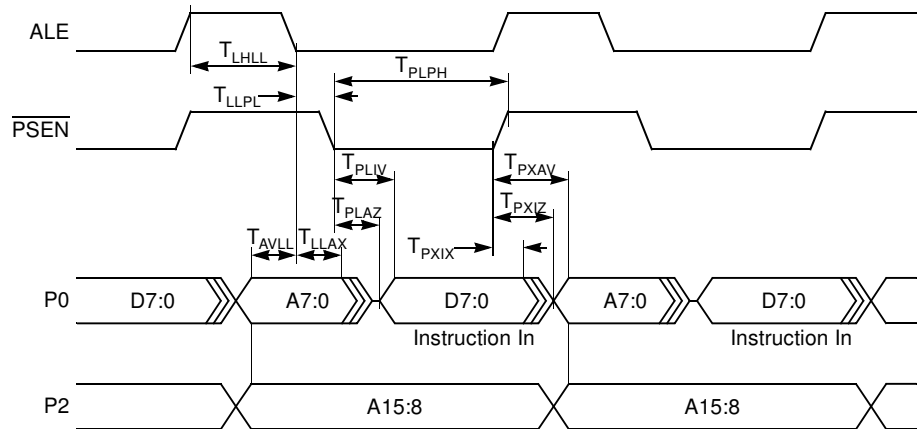 ALE
T_LHLL
T_PLPH
T_LLPL
PSEN
T_PLIV
T_PXAV
T_PLAZ
T_PXIZ
T_AVLL T_LLAX
T_PXIX
P0 D7:0 A7:0 D7:0 A7:0 D7:0
Instruction In Instruction In
P2 A15:8 A15:8